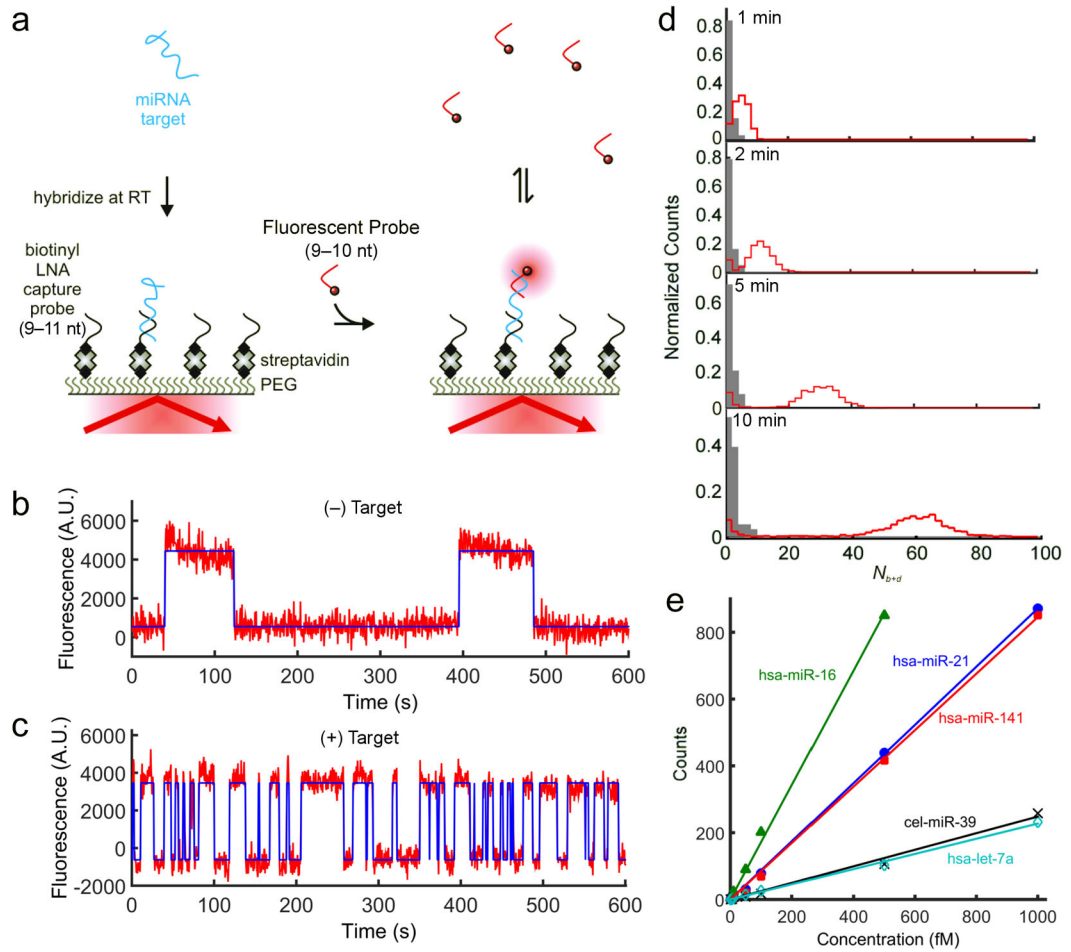 a
miRNA
target
hybridize at RT
biotinyl
LNA
capture
probe
(9–11 nt)
Fluorescent Probe
(9–10 nt)
streptavidin
PEG
b
(–) Target
Fluorescence (A.U.)
6000
4000
2000
0
0 100 200 300 400 500 600
Time (s)
c
(+) Target
Fluorescence (A.U.)
6000
4000
2000
0
-2000
0 100 200 300 400 500 600
Time (s)
d
Normalized Counts
1 min
0.8
0.6
0.4
0.2
0
2 min
0.6
0.4
0.2
0
5 min
0.6
0.4
0.2
0
10 min
0.4
0.2
0
0 20 40 60 80 100
N b+d
e
Counts
800
600
400
200
0
hsa-miR-16
hsa-miR-21
hsa-miR-141
cel-miR-39
hsa-let-7a
0 200 400 600 800 1000
Concentration (fM)